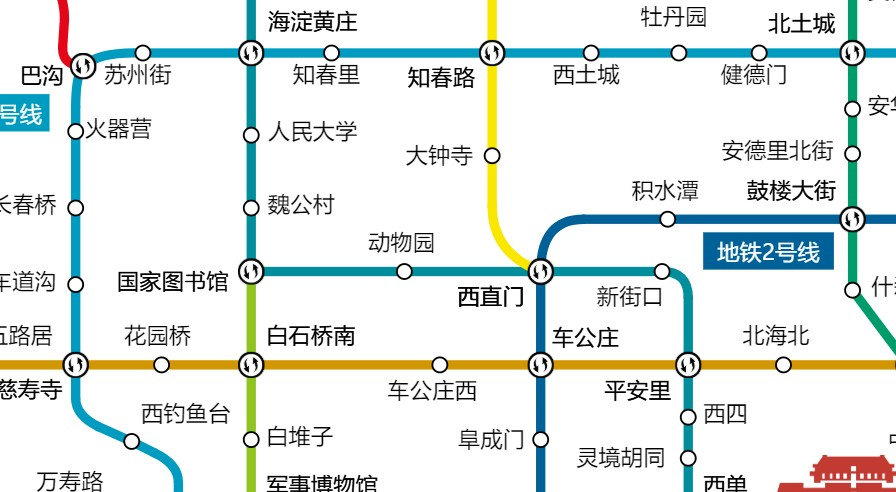 海淀黄庄
牡丹园
北土城
巴沟
苏州街
知春里
知春路
西土城
健德门
号线
火器营
人民大学
大钟寺
安德里北街
安
长春桥
魏公村
积水潭
鼓楼大街
动物园
地铁2号线
车道沟
国家图书馆
西直门
新街口
什
五路居
花园桥
白石桥南
车公庄
北海北
慈寿寺
车公庄西
平安里
西钓鱼台
西四
白堆子
阜成门
灵境胡同
万寿路
军事博物馆
西单